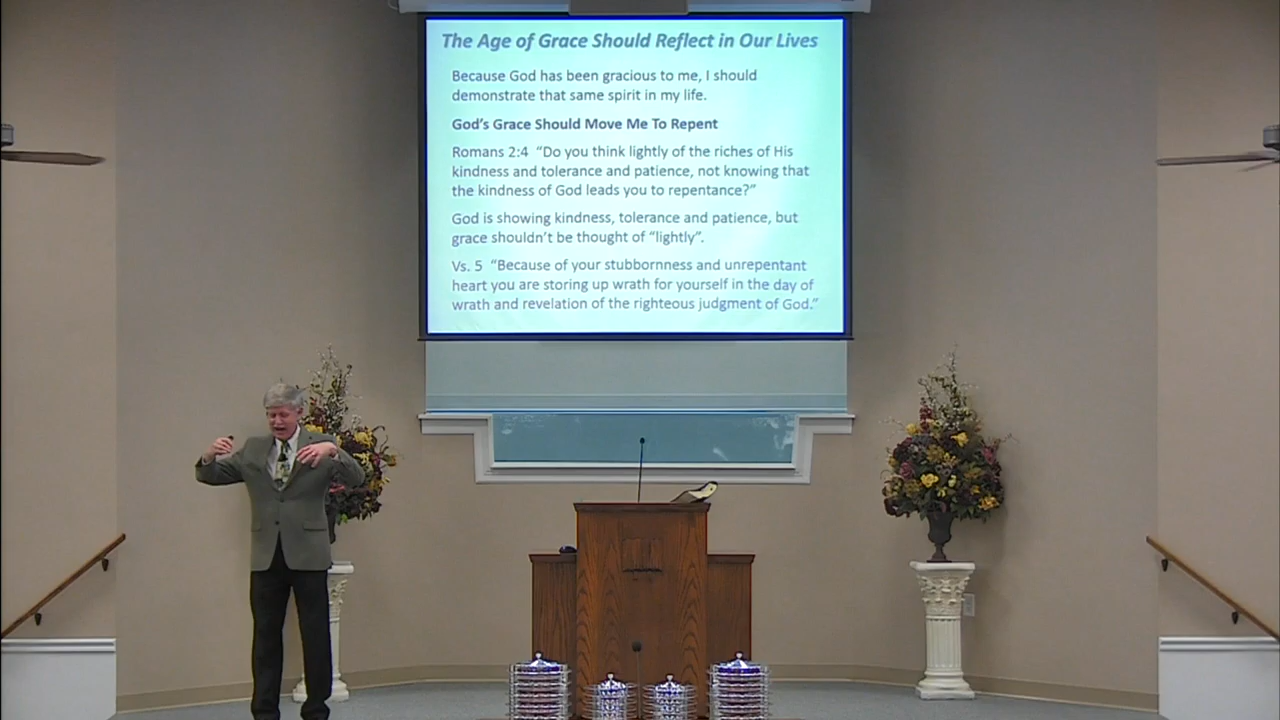 The Age of Grace Should Reflect in Our Lives
Because God has been gracious to me, I should
demonstrate that same spirit in my life.
God's Grace Should Move Me To Repent
Romans 2:4 “Do you think lightly of the riches of His
kindness and tolerance and patience, not knowing that
the kindness of God leads you to repentance?”
God is showing kindness, tolerance and patience, but
grace shouldn't be thought of “lightly”.
Vs. 5 “Because of your stubbornness and unrepentant
heart you are storing up wrath for yourself in the day of
wrath and revelation of the righteous judgment of God.”